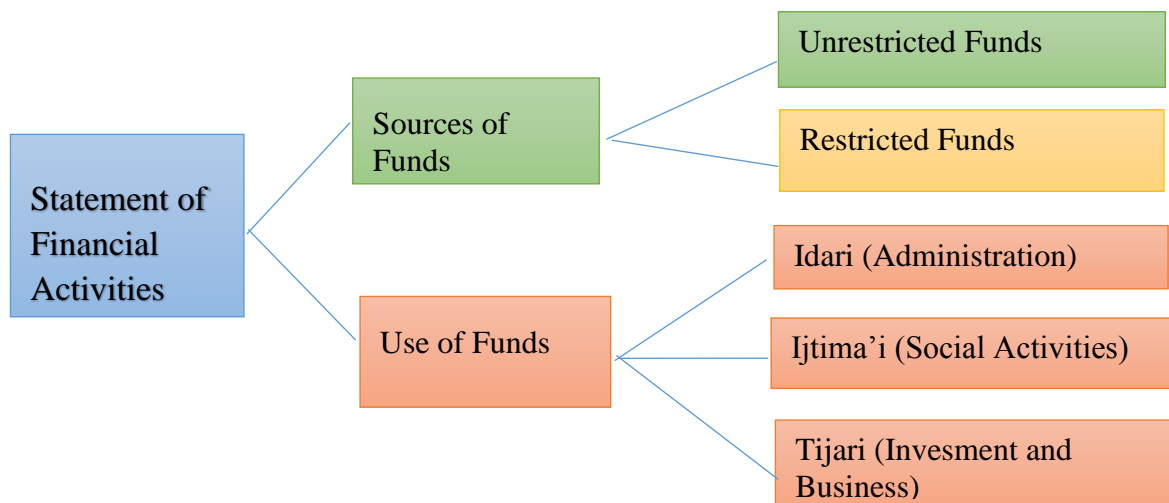 Statement of
Financial
Activities
Sources of
Funds
Unrestricted Funds
Restricted Funds
Use of Funds
Idari (Administration)
Ijtima’i (Social Activities)
Tijari (Invesment and
Business)